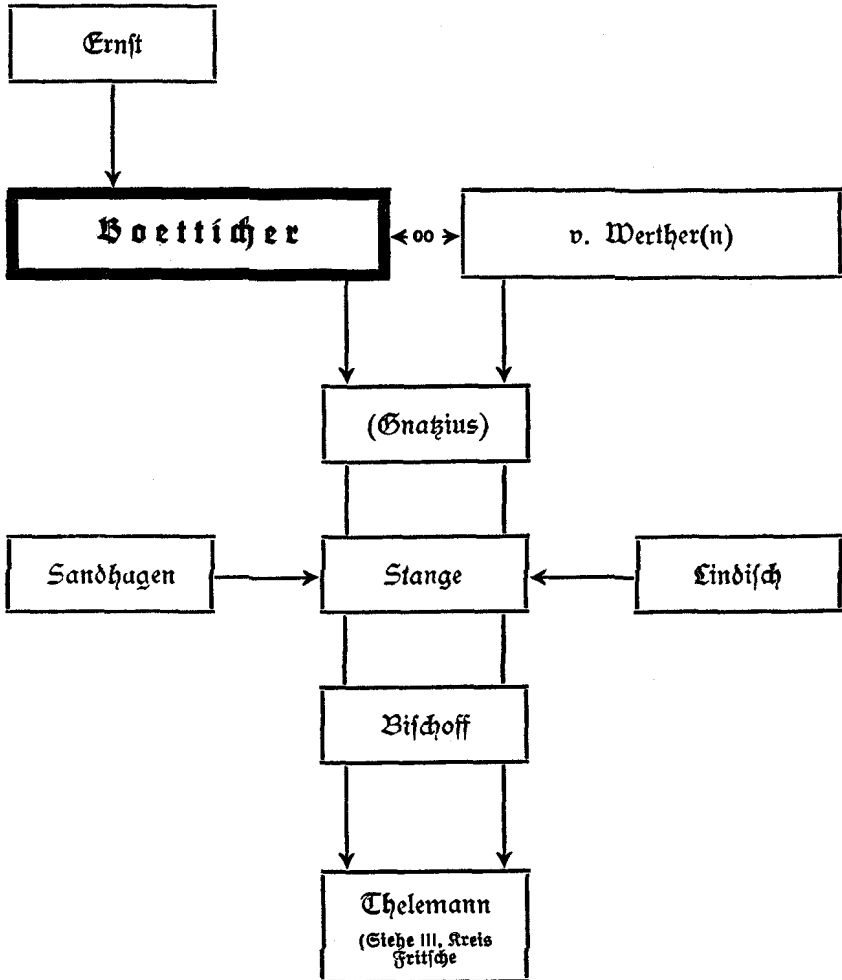 Ernſt
Boetticher
oo
v. Werther(n)
(Gnatzius)
Sandhagen
Stange
Lindiſch
Biſchoff
Thelemann
(Siehe III, Kreis
Fritſche